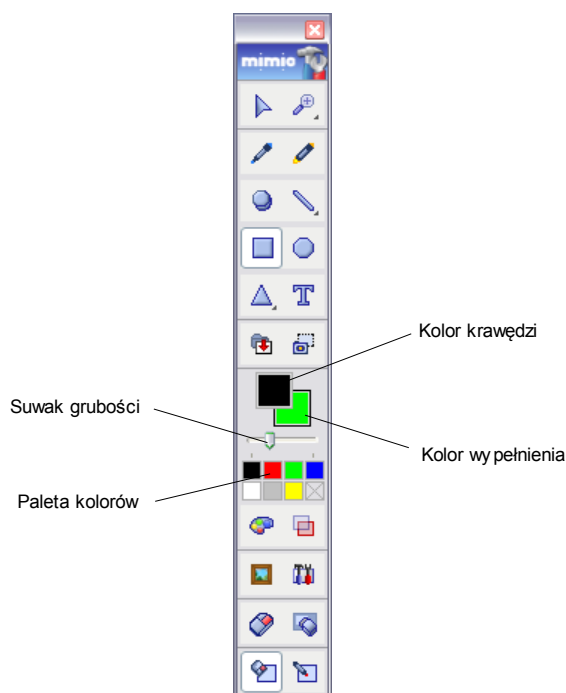 mimio
T
Kolor krawędzi
Suwak grubości
Kolor wypełnienia
Paleta kolorów